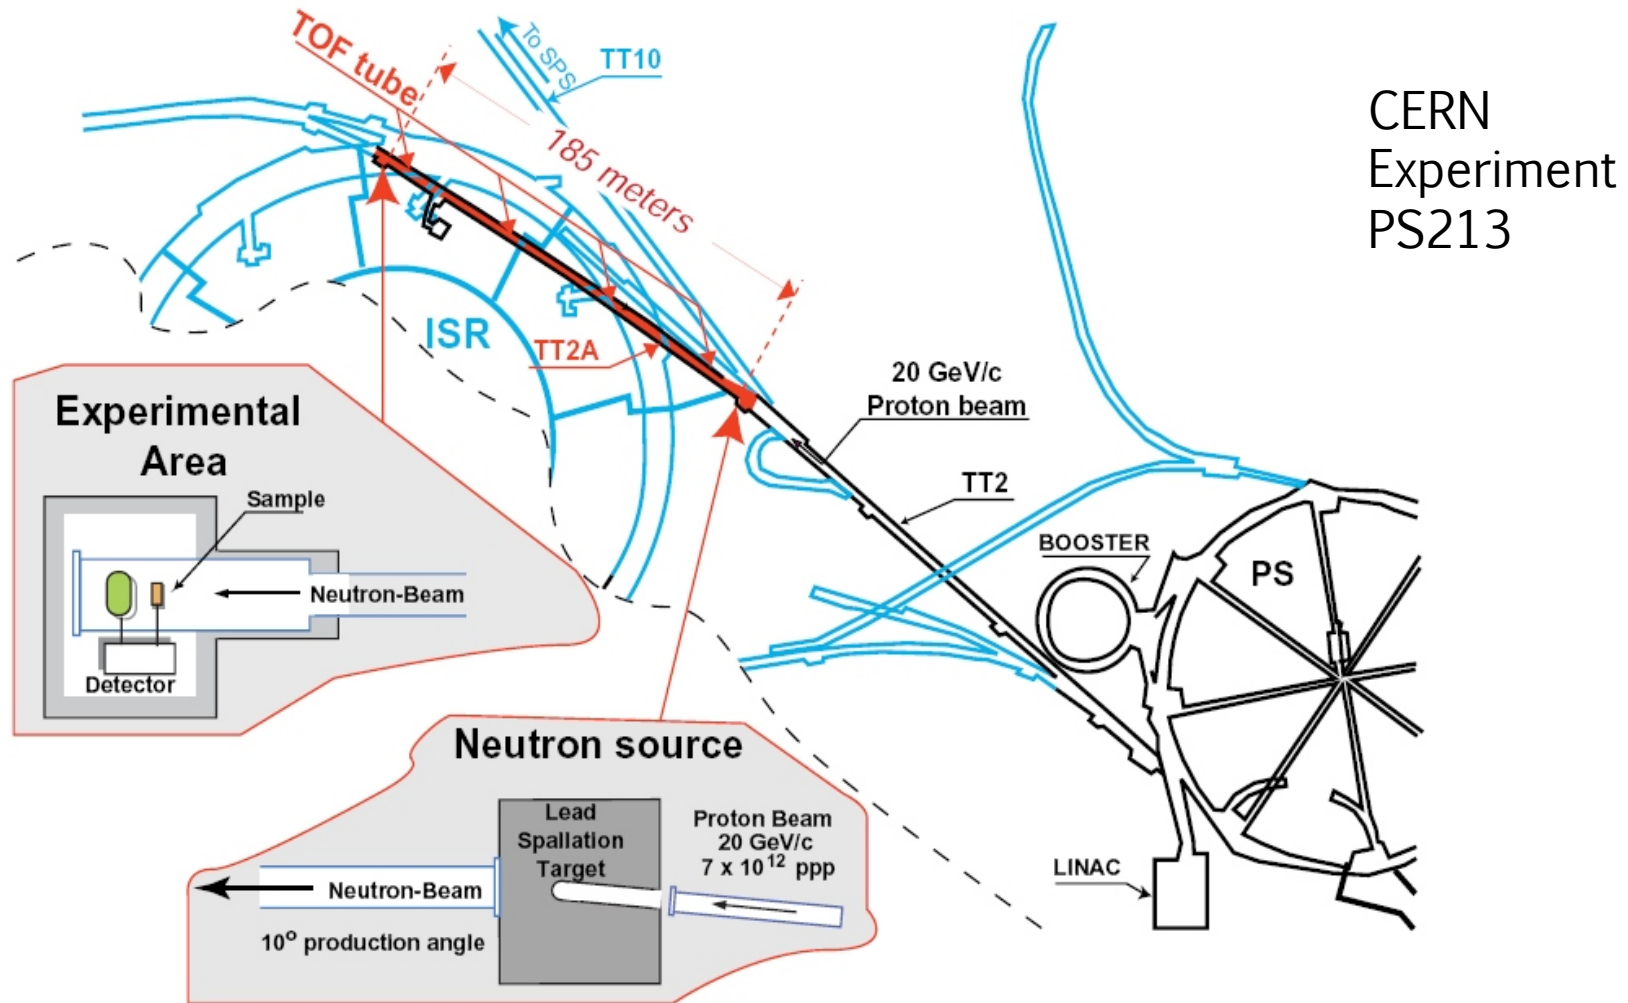 TOF tube
To SPS
TT10
185 meters
CERN
Experiment
PS213
ISR
TT2A
20 GeV/c
Proton beam
TT2
BOOSTER
PS
LINAC
Experimental
Area
Sample
Neutron-Beam
Detector
Neutron source
Lead
Spallation
Target
Proton Beam
20 GeV/c
7 x 10¹² ppp
Neutron-Beam
10º production angle